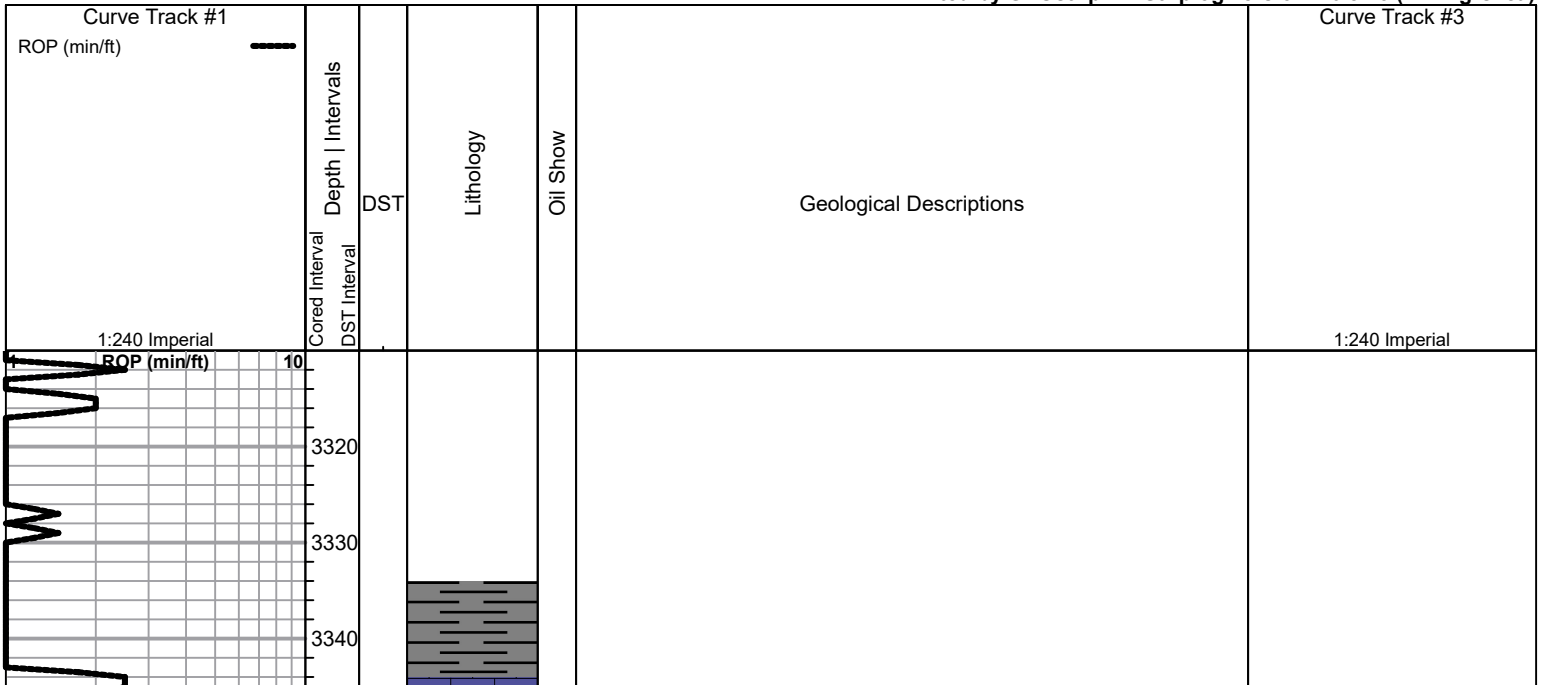 Curve Track #1
ROP (min/ft)
1:240 Imperial
Depth | Intervals
Cored Interval
DST Interval
DST
Lithology
Oil Show
Geological Descriptions
Curve Track #3
1:240 Imperial
1 ROP (min/ft) 10
3320
3330
3340